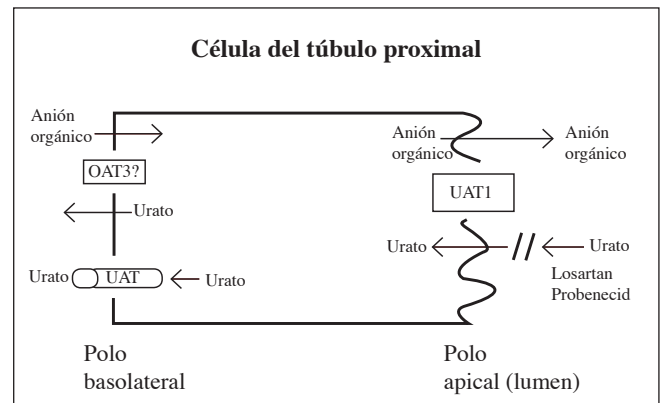 Célula del túbulo proximal
Anión
orgánico
Anión
orgánico
Anión
orgánico
OAT3?
UAT1
Urato
Urato
Urato
Urato
UAT
Urato
Losartan
Probenecid
Polo
basolateral
Polo
apical (lumen)